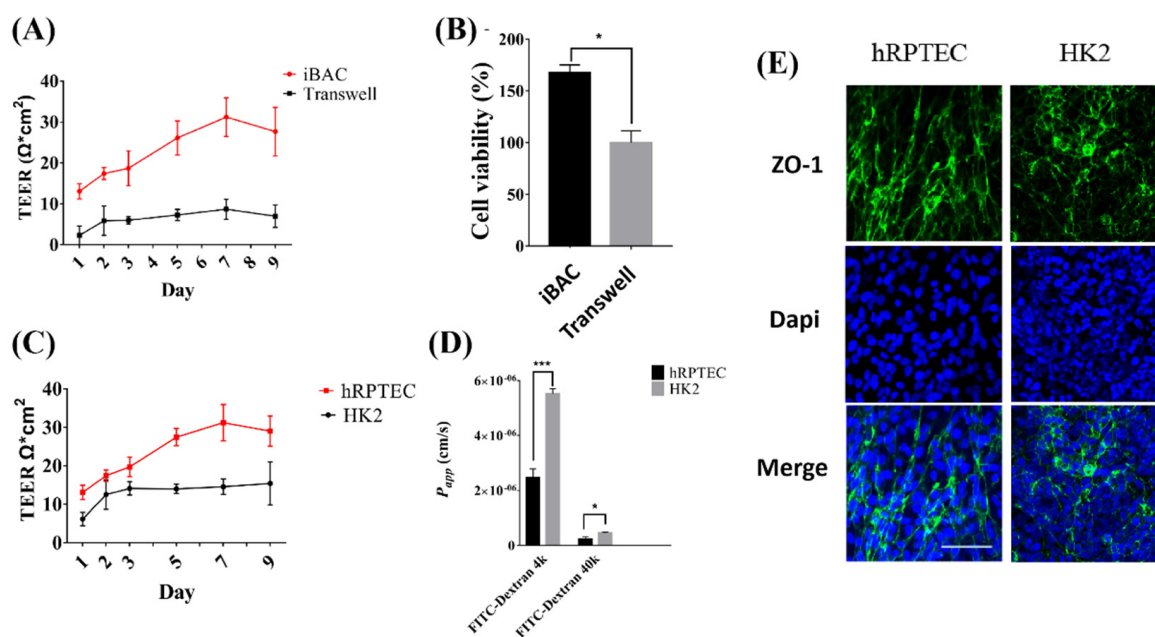 (A)
TEER (Ω*cm²)
40
30
20
10
0
iBAC
Transwell
1 2 3 4 5 6 7 8 9
Day
(B)
Cell viability (%)
200
150
100
50
0
*
iBAC
Transwell
(C)
TEER Ω*cm²
40
30
20
10
0
hRPTEC
HK2
1 2 3 5 7 9
Day
(D)
P_app (cm/s)
6×10⁻⁰⁶
4×10⁻⁰⁶
2×10⁻⁰⁶
0
***
*
hRPTEC
HK2
FITC-Dextran 4k
FITC-Dextran 40k
(E)
hRPTEC HK2
ZO-1
Dapi
Merge